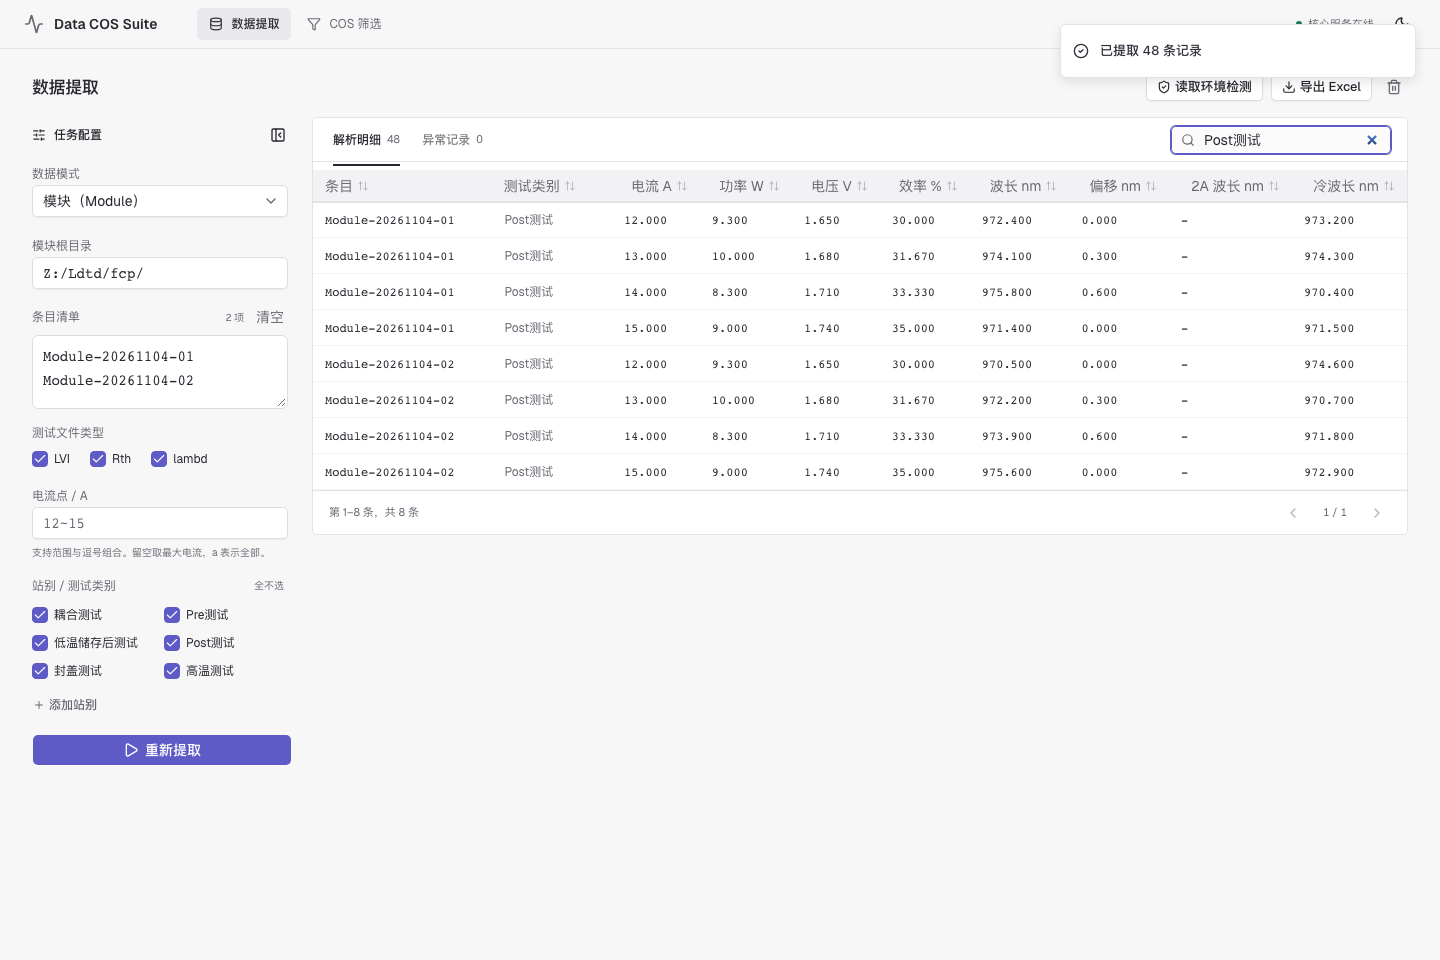 Data COS Suite
数据提取
COS 筛选
已提取 48 条记录
数据提取
读取环境检测
导出 Excel
任务配置
数据模式
模块（Module）
模块根目录
Z:/Ldtd/fcp/
条目清单
2 项
清空
Module-20261104-01
Module-20261104-02
测试文件类型
LVI
Rth
lambd
电流点 / A
12~15
支持范围与逗号组合。留空取最大电流，a 表示全部。
站别 / 测试类别
全不选
耦合测试
Pre测试
低温储存后测试
Post测试
封盖测试
高温测试
+ 添加站别
重新提取
解析明细 48
异常记录 0
Post测试
条目 测试类别 电流 A 功率 W 电压 V 效率 % 波长 nm 偏移 nm 2A 波长 nm 冷波长 nm
Module-20261104-01 Post测试 12.000 9.300 1.650 30.000 972.400 0.000 – 973.200
Module-20261104-01 Post测试 13.000 10.000 1.680 31.670 974.100 0.300 – 974.300
Module-20261104-01 Post测试 14.000 8.300 1.710 33.330 975.800 0.600 – 970.400
Module-20261104-01 Post测试 15.000 9.000 1.740 35.000 971.400 0.000 – 971.500
Module-20261104-02 Post测试 12.000 9.300 1.650 30.000 970.500 0.000 – 974.600
Module-20261104-02 Post测试 13.000 10.000 1.680 31.670 972.200 0.300 – 970.700
Module-20261104-02 Post测试 14.000 8.300 1.710 33.330 973.900 0.600 – 971.800
Module-20261104-02 Post测试 15.000 9.000 1.740 35.000 975.600 0.000 – 972.900
第 1–8 条，共 8 条
1 / 1